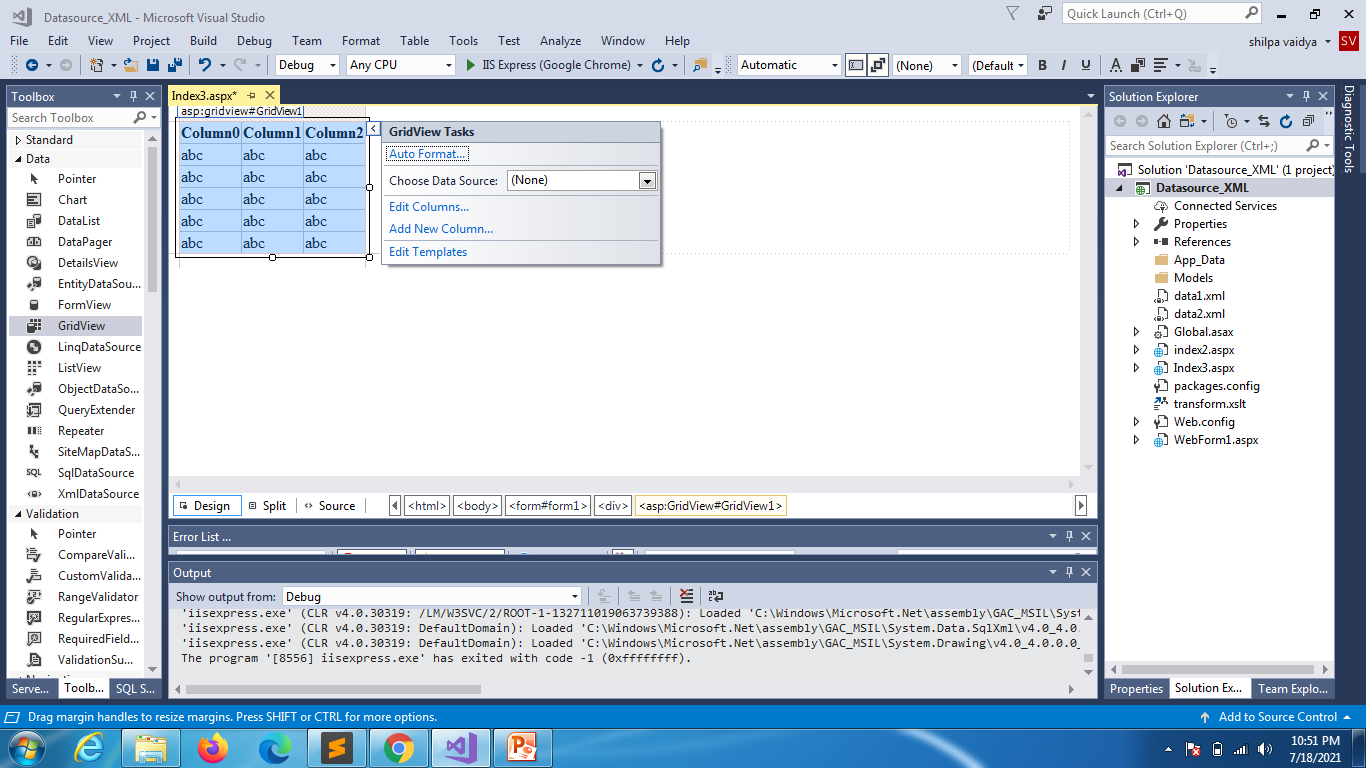 Datasource_XML - Microsoft Visual Studio
Quick Launch (Ctrl+Q)
File Edit View Project Build Debug Team Format Table Tools Test Analyze Window Help
shilpa vaidya SV
Debug Any CPU IIS Express (Google Chrome) Automatic (None) (Default B I U A
Toolbox
Search Toolbox
Standard
Data
Pointer
Chart
DataList
DataPager
DetailsView
EntityDataSou...
FormView
GridView
LinqDataSource
ListView
ObjectDataSo...
QueryExtender
Repeater
SiteMapDataS...
SqlDataSource
XmlDataSource
Validation
Pointer
CompareVali...
CustomValida...
RangeValidator
RegularExpres...
RequiredField...
ValidationSu...
Serve... Toolb... SQL S...
Index3.aspx*
asp:gridview#GridView1
Column0 Column1 Column2
abc abc abc
abc abc abc
abc abc abc
abc abc abc
abc abc abc
GridView Tasks
Auto Format...
Choose Data Source: (None)
Edit Columns...
Add New Column...
Edit Templates
Design Split Source <html> <body> <form#form1> <div> <asp:GridView#GridView1>
Error List ...
Output
Show output from: Debug
'iisexpress.exe' (CLR v4.0.30319: /LM/W3SVC/2/ROOT-1-132711019063739388): Loaded 'C:\Windows\Microsoft.Net\assembly\GAC_MSIL\Syst
'iisexpress.exe' (CLR v4.0.30319: DefaultDomain): Loaded 'C:\Windows\Microsoft.Net\assembly\GAC_MSIL\System.Data.SqlXml\v4.0_4.0.
'iisexpress.exe' (CLR v4.0.30319: DefaultDomain): Loaded 'C:\Windows\Microsoft.Net\assembly\GAC_MSIL\System.Drawing\v4.0_4.0.0.0_
The program '[8556] iisexpress.exe' has exited with code -1 (0xffffffff).
Solution Explorer
Search Solution Explorer (Ctrl+;)
Solution 'Datasource_XML' (1 project)
Datasource_XML
Connected Services
Properties
References
App_Data
Models
data1.xml
data2.xml
Global.asax
index2.aspx
Index3.aspx
packages.config
transform.xslt
Web.config
WebForm1.aspx
Properties Solution Ex... Team Explo...
Diagnostic Tools
Drag margin handles to resize margins. Press SHIFT or CTRL for more options.
Add to Source Control
10:51 PM
7/18/2021